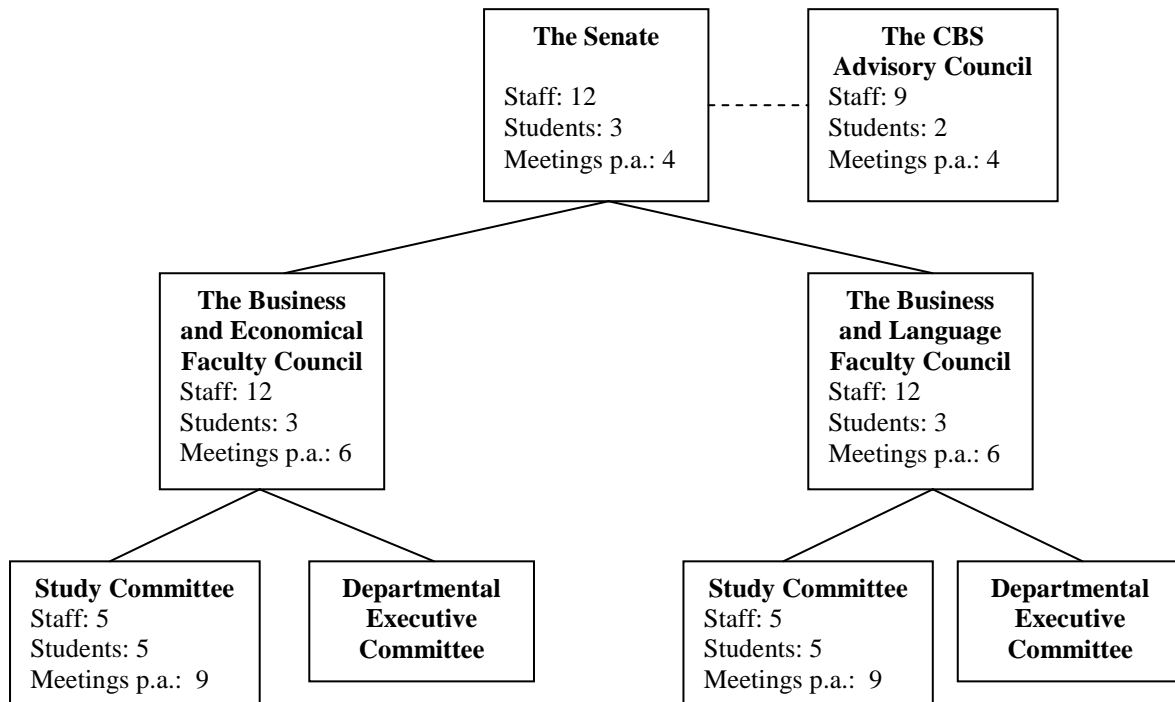 The Senate
Staff: 12
Students: 3
Meetings p.a.: 4
The CBS
Advisory Council
Staff: 9
Students: 2
Meetings p.a.: 4
The Business
and Economical
Faculty Council
Staff: 12
Students: 3
Meetings p.a.: 6
The Business
and Language
Faculty Council
Staff: 12
Students: 3
Meetings p.a.: 6
Study Committee
Staff: 5
Students: 5
Meetings p.a.:  9
Departmental
Executive
Committee
Study Committee
Staff: 5
Students: 5
Meetings p.a.:  9
Departmental
Executive
Committee